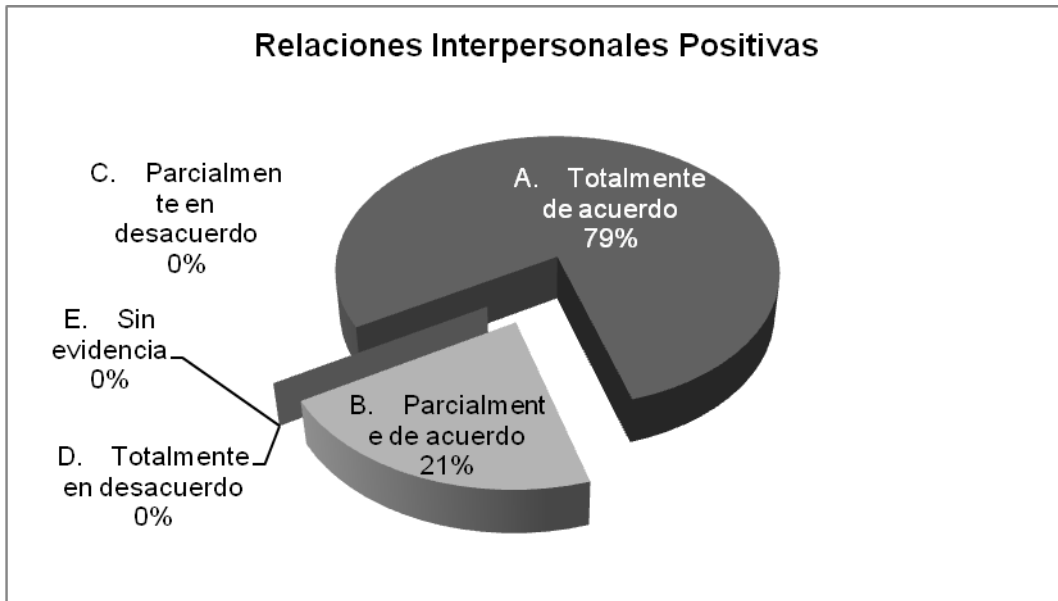 Relaciones Interpersonales Positivas
C. Parcialmen
te en
desacuerdo
0%
A. Totalmente
de acuerdo
79%
E. Sin
evidencia
0%
B. Parcialment
e de acuerdo
21%
D. Totalmente
en desacuerdo
0%